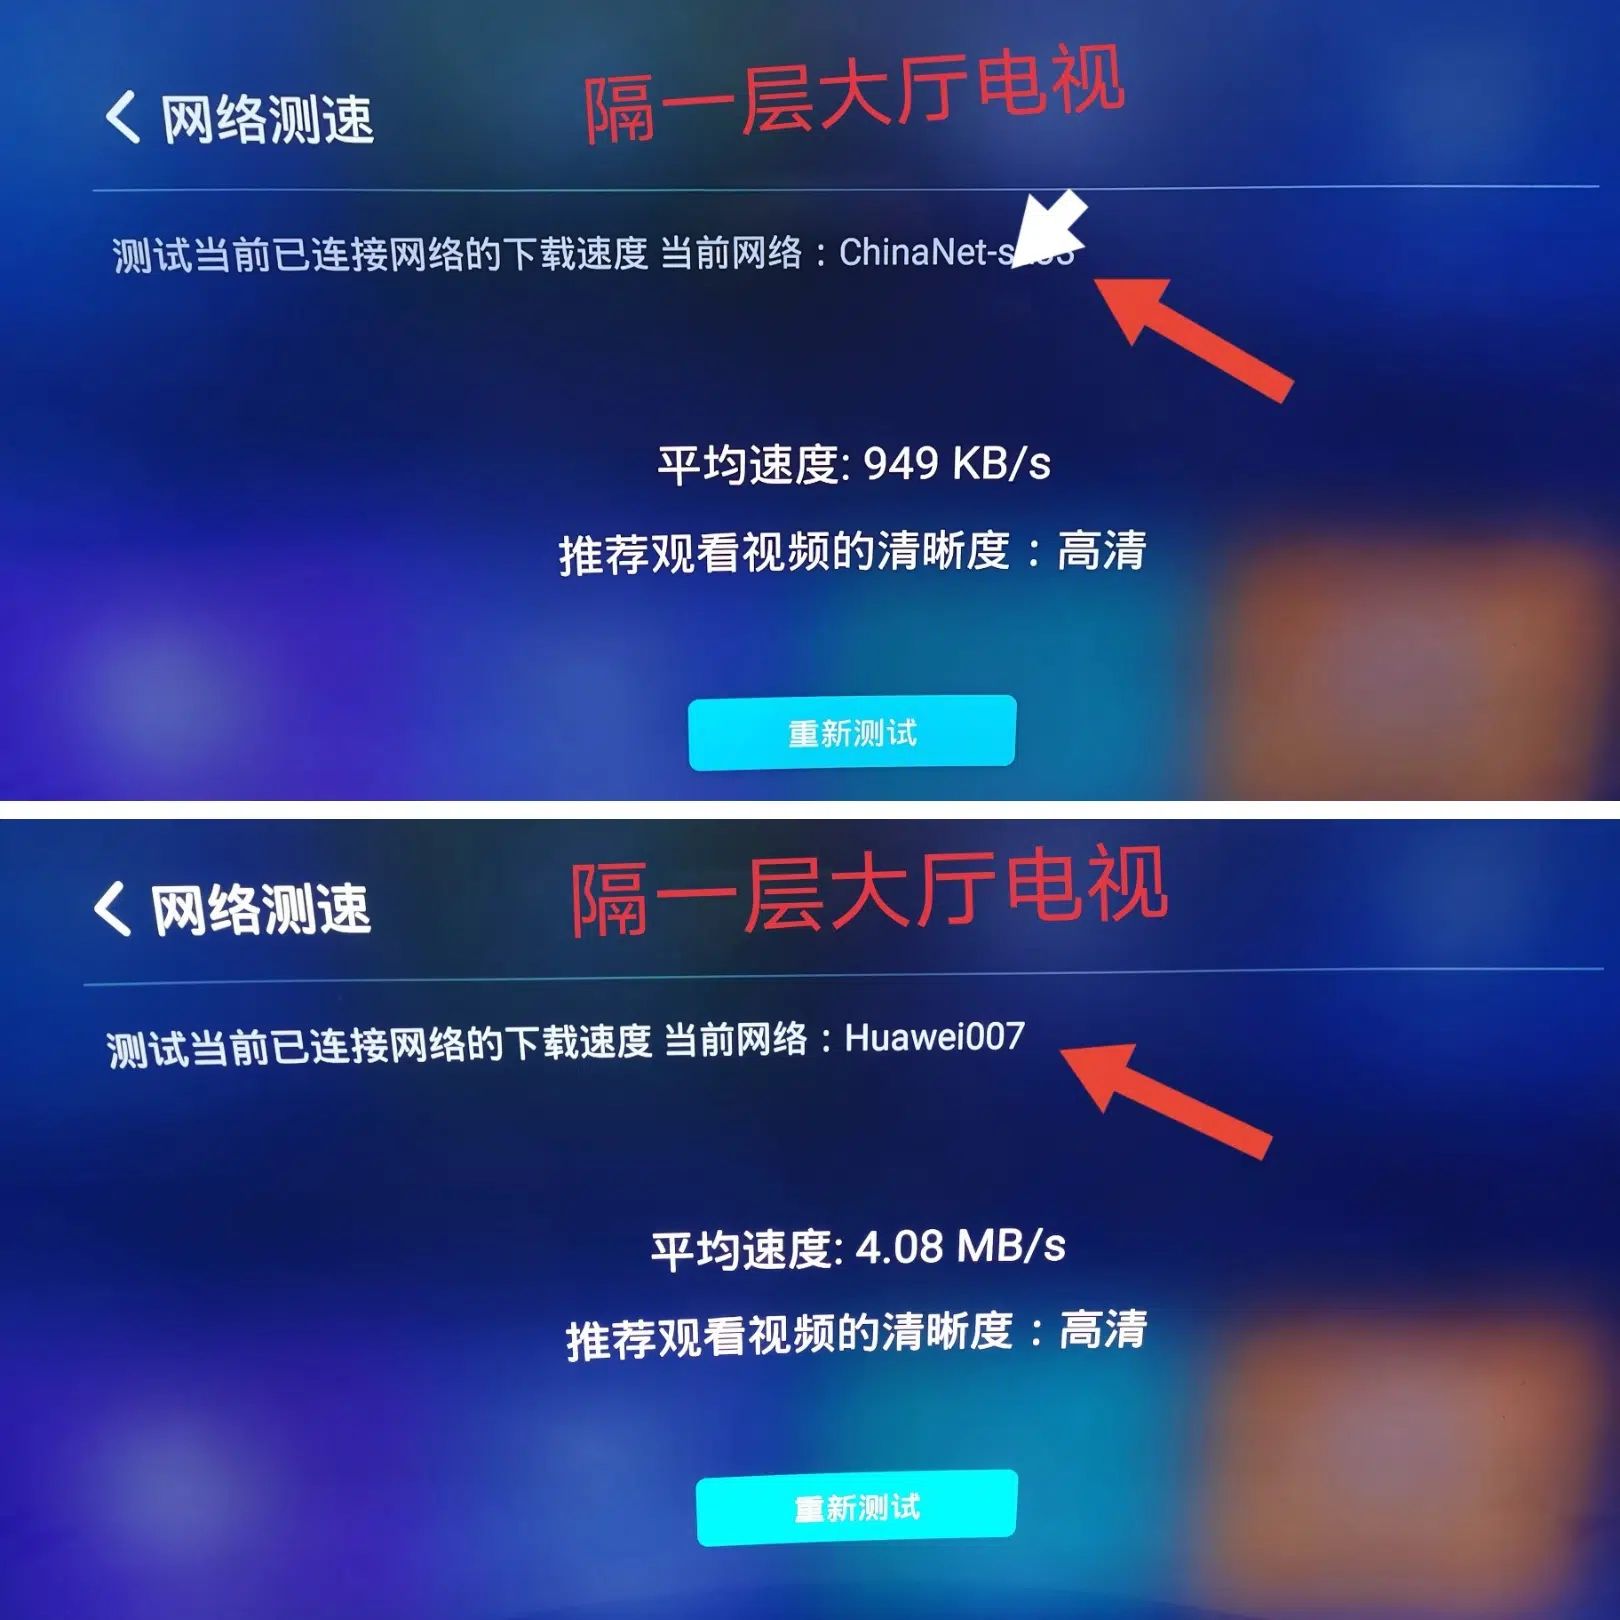 网络测速
隔一层大厅电视
测试当前已连接网络的下载速度 当前网络：ChinaNet-s
平均速度: 949 KB/s
推荐观看视频的清晰度：高清
重新测试
网络测速
隔一层大厅电视
测试当前已连接网络的下载速度 当前网络：Huawei007
平均速度: 4.08 MB/s
推荐观看视频的清晰度：高清
重新测试